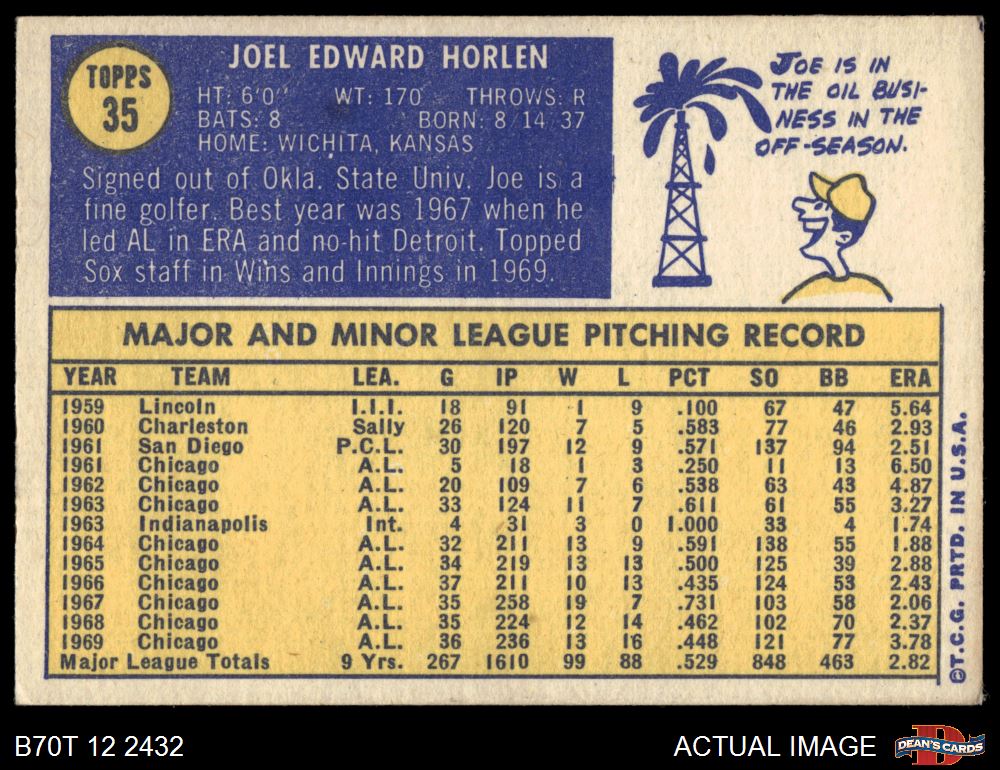 TOPPS
35
JOEL EDWARD HORLEN
HT: 6'0" WT: 170 THROWS: R
BATS: 8 BORN: 8 14 37
HOME: WICHITA, KANSAS
Signed out of Okla. State Univ. Joe is a
fine golfer. Best year was 1967 when he
led AL in ERA and no-hit Detroit. Topped
Sox staff in Wins and Innings in 1969.
JOE IS IN
THE OIL BUSI-
NESS IN THE
OFF-SEASON.
MAJOR AND MINOR LEAGUE PITCHING RECORD
YEAR TEAM LEA. G IP W L PCT SO BB ERA
1959 Lincoln I.I.I. 18 91 1 9 .100 67 47 5.64
1960 Charleston Sally 26 120 7 5 .583 77 46 2.93
1961 San Diego P.C.L. 30 197 12 9 .571 137 94 2.51
1961 Chicago A.L. 5 18 1 3 .250 11 13 6.50
1962 Chicago A.L. 20 109 7 6 .538 63 43 4.87
1963 Chicago A.L. 33 124 11 7 .611 61 55 3.27
1963 Indianapolis Int. 4 31 3 0 1.000 33 4 1.74
1964 Chicago A.L. 32 211 13 9 .591 138 55 1.88
1965 Chicago A.L. 34 219 13 13 .500 125 39 2.88
1966 Chicago A.L. 37 211 10 13 .435 124 53 2.43
1967 Chicago A.L. 35 258 19 7 .731 103 58 2.06
1968 Chicago A.L. 35 224 12 14 .462 102 70 2.37
1969 Chicago A.L. 36 236 13 16 .448 121 77 3.78
Major League Totals 9 Yrs. 267 1610 99 88 .529 848 463 2.82
©T.C.G. PRTD. IN U.S.A.
B70T 12 2432
ACTUAL IMAGE
D
DEAN'S CARDS